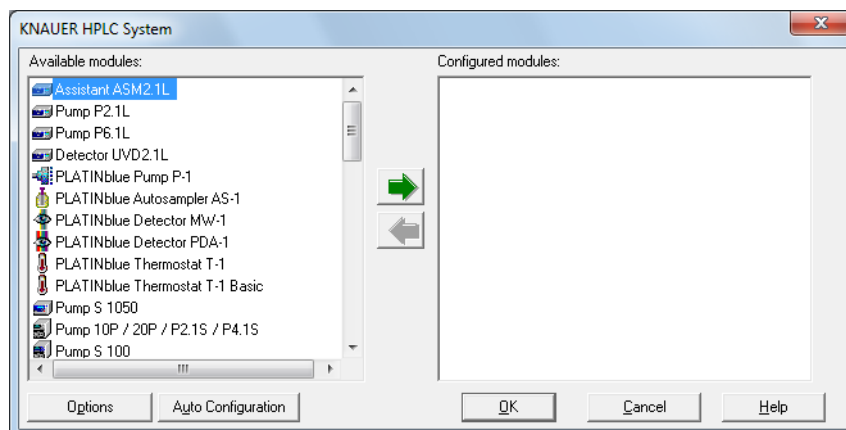 KNAUER HPLC System
Available modules:
Configured modules:
Assistant ASM2.1L
Pump P2.1L
Pump P6.1L
Detector UVD2.1L
PLATINblue Pump P-1
PLATINblue Autosampler AS-1
PLATINblue Detector MW-1
PLATINblue Detector PDA-1
PLATINblue Thermostat T-1
PLATINblue Thermostat T-1 Basic
Pump S 1050
Pump 10P / 20P / P2.1S / P4.1S
Pump S 100
Options
Auto Configuration
OK
Cancel
Help